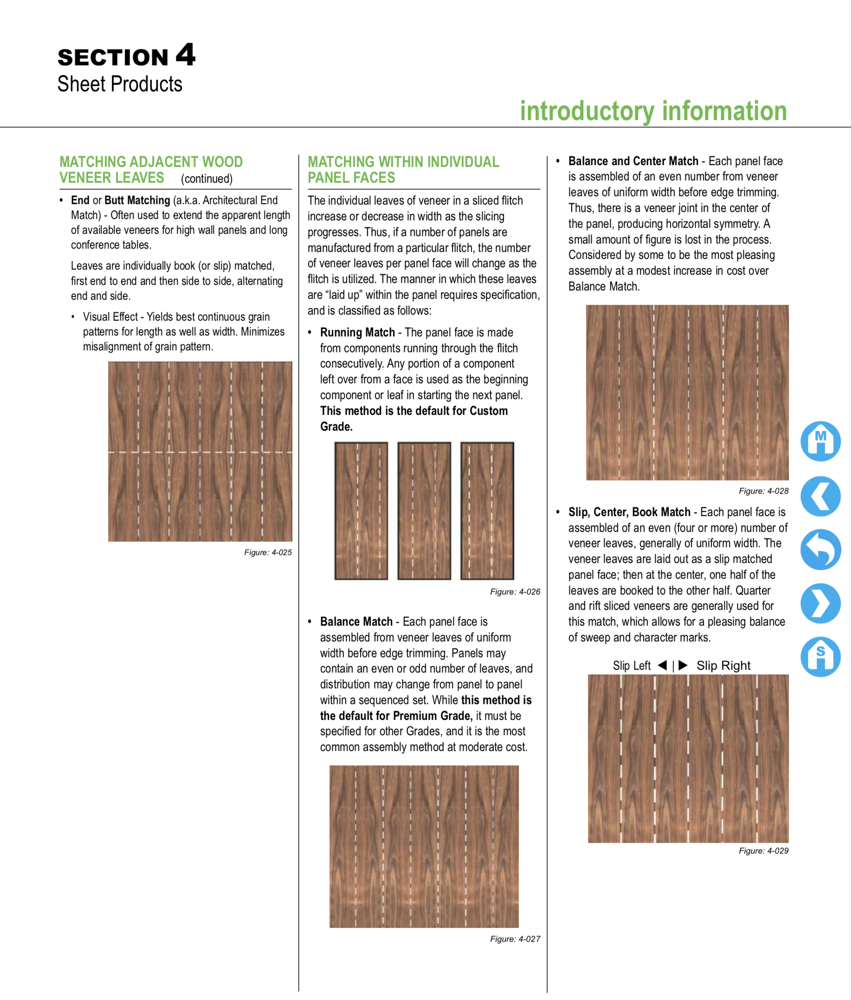 SECTION 4
Sheet Products
introductory information
MATCHING ADJACENT WOOD
VENEER LEAVES (continued)
• End or Butt Matching (a.k.a. Architectural End
Match) - Often used to extend the apparent length
of available veneers for high wall panels and long
conference tables.
Leaves are individually book (or slip) matched,
first end to end and then side to side, alternating
end and side.
• Visual Effect - Yields best continuous grain
patterns for length as well as width. Minimizes
misalignment of grain pattern.
Figure: 4-025
MATCHING WITHIN INDIVIDUAL
PANEL FACES
The individual leaves of veneer in a sliced flitch
increase or decrease in width as the slicing
progresses. Thus, if a number of panels are
manufactured from a particular flitch, the number
of veneer leaves per panel face will change as the
flitch is utilized. The manner in which these leaves
are “laid up” within the panel requires specification,
and is classified as follows:
• Running Match - The panel face is made
from components running through the flitch
consecutively. Any portion of a component
left over from a face is used as the beginning
component or leaf in starting the next panel.
This method is the default for Custom
Grade.
Figure: 4-026
• Balance Match - Each panel face is
assembled from veneer leaves of uniform
width before edge trimming. Panels may
contain an even or odd number of leaves, and
distribution may change from panel to panel
within a sequenced set. While this method is
the default for Premium Grade, it must be
specified for other Grades, and it is the most
common assembly method at moderate cost.
Figure: 4-027
• Balance and Center Match - Each panel face
is assembled of an even number from veneer
leaves of uniform width before edge trimming.
Thus, there is a veneer joint in the center of
the panel, producing horizontal symmetry. A
small amount of figure is lost in the process.
Considered by some to be the most pleasing
assembly at a modest increase in cost over
Balance Match.
Figure: 4-028
• Slip, Center, Book Match - Each panel face is
assembled of an even (four or more) number of
veneer leaves, generally of uniform width. The
veneer leaves are laid out as a slip matched
panel face; then at the center, one half of the
leaves are booked to the other half. Quarter
and rift sliced veneers are generally used for
this match, which allows for a pleasing balance
of sweep and character marks.
Slip Left ◀ | ▶ Slip Right
Figure: 4-029
M
S